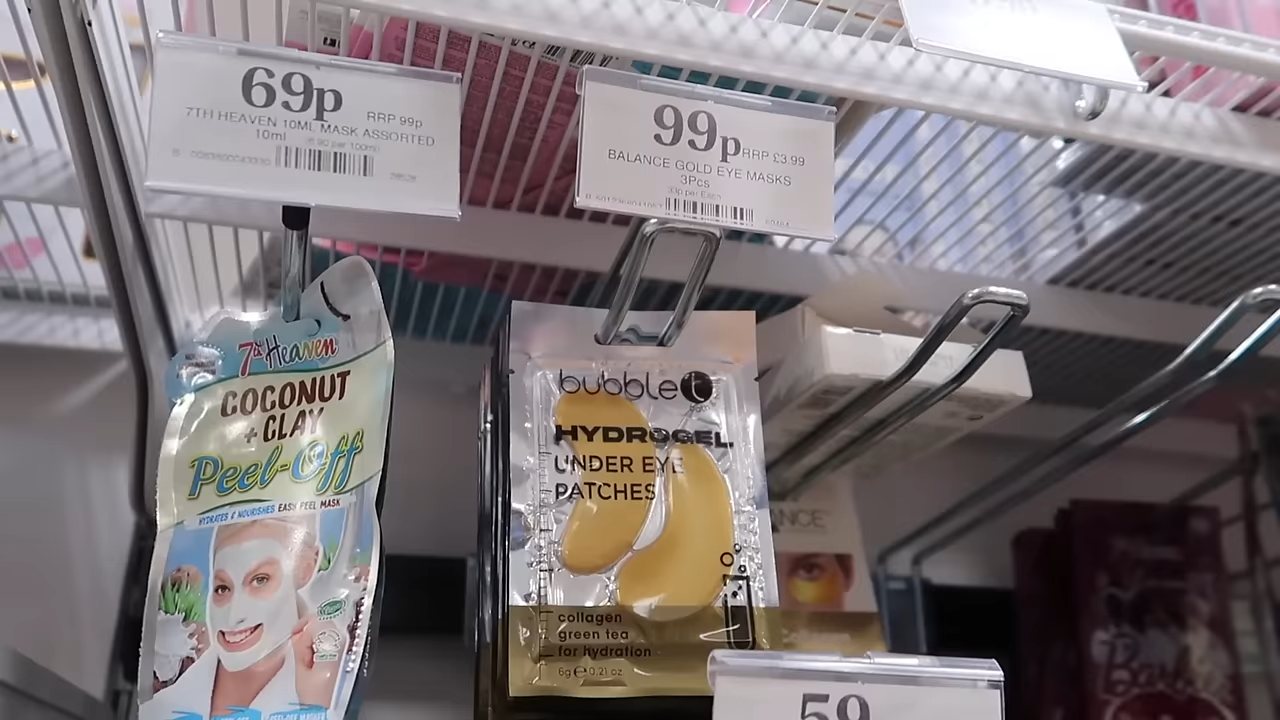 69p
RRP 99p
7TH HEAVEN 10ML MASK ASSORTED
10ml
99p
RRP £3.99
BALANCE GOLD EYE MASKS
3Pcs
33p per Each
7th Heaven
COCONUT
+ CLAY
Peel-Off
HYDRATES & NOURISHES EASY PEEL MASK
bubble t
HYDROGEL
UNDER EYE
PATCHES
collagen
green tea
for hydration
6g e 0.21 oz
59
Barbie